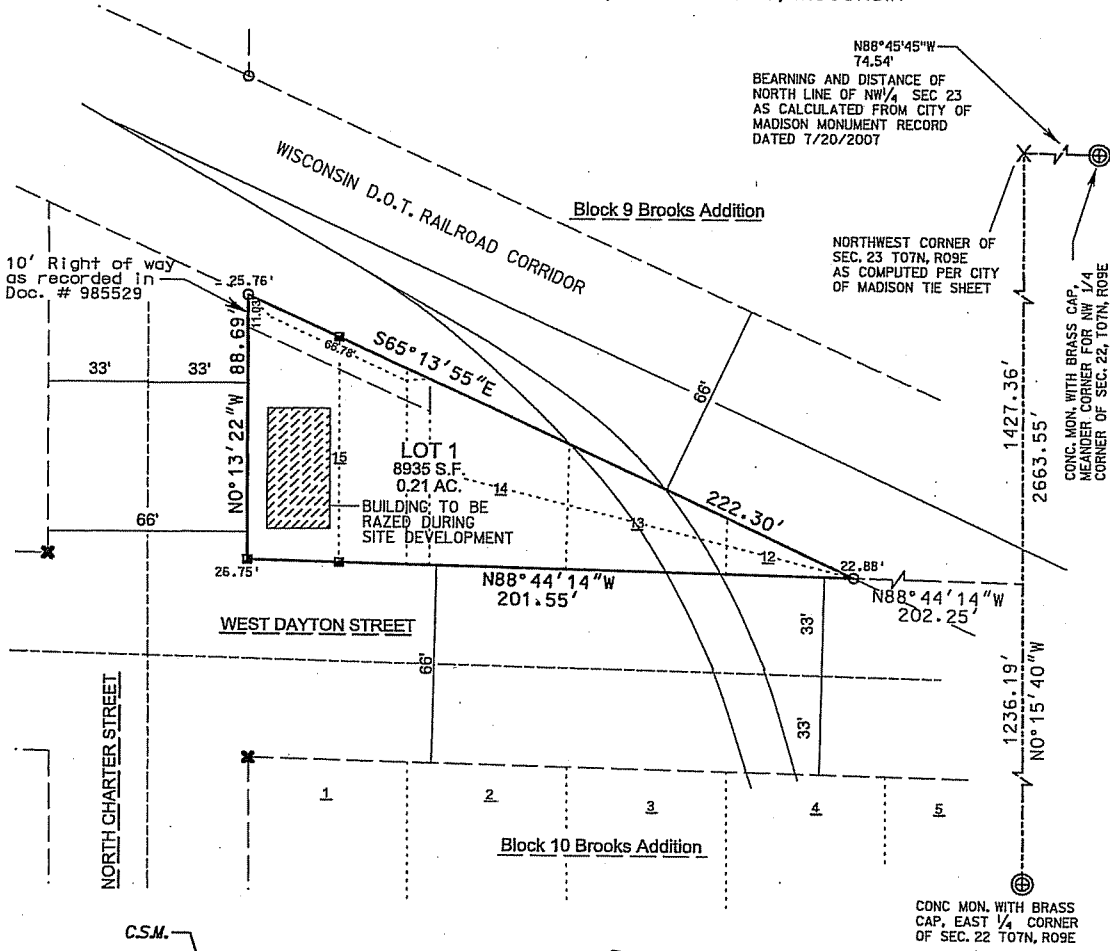 N88°45'45"W
74.54'
BEARNING AND DISTANCE OF
NORTH LINE OF NW 1/4 SEC 23
AS CALCULATED FROM CITY OF
MADISON MONUMENT RECORD
DATED 7/20/2007
WISCONSIN D.O.T. RAILROAD CORRIDOR
Block 9 Brooks Addition
NORTHWEST CORNER OF
SEC. 23 T07N, R09E
AS COMPUTED PER CITY
OF MADISON TIE SHEET
CONC. MON. WITH BRASS CAP,
MEANDER CORNER FOR NW 1/4
CORNER OF SEC. 22, T07N, R09E
10' Right of way
as recorded in
Doc. # 985529
25.76'
11.03
66.78'
S65°13'55"E
222.30'
66'
1427.36'
2663.55'
33'
33'
N0°13'22"W 88.69'
LOT 1
8935 S.F.
0.21 AC.
15
14
13
12
BUILDING TO BE
RAZED DURING
SITE DEVELOPMENT
66'
26.75'
N88°44'14"W
201.55'
22.88'
N88°44'14"W
202.25'
WEST DAYTON STREET
66'
33'
33'
1236.19'
N0°15'40"W
NORTH CHARTER STREET
1
2
3
4
5
Block 10 Brooks Addition
CONC MON. WITH BRASS
CAP, EAST 1/4 CORNER
OF SEC. 22 T07N, R09E
C.S.M.